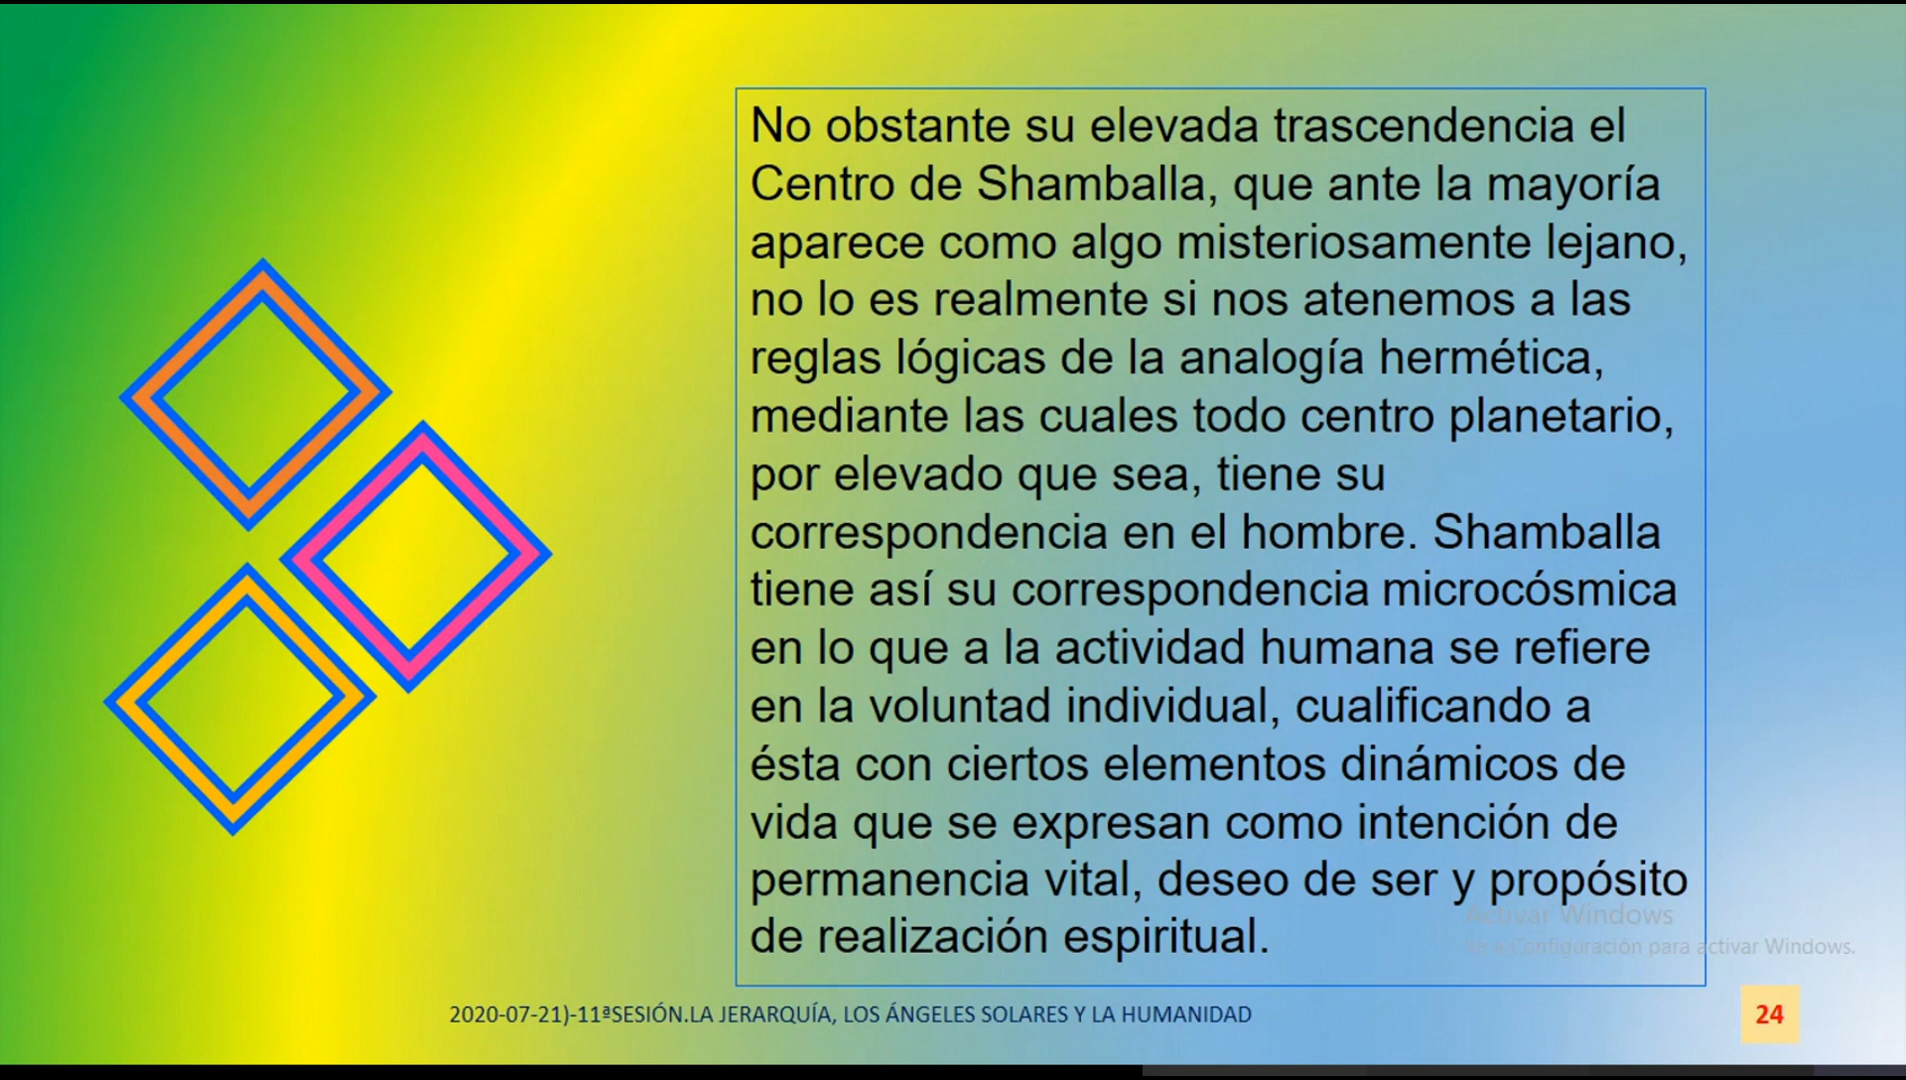 No obstante su elevada trascendencia el
Centro de Shamballa, que ante la mayoría
aparece como algo misteriosamente lejano,
no lo es realmente si nos atenemos a las
reglas lógicas de la analogía hermética,
mediante las cuales todo centro planetario,
por elevado que sea, tiene su
correspondencia en el hombre. Shamballa
tiene así su correspondencia microcósmica
en lo que a la actividad humana se refiere
en la voluntad individual, cualificando a
ésta con ciertos elementos dinámicos de
vida que se expresan como intención de
permanencia vital, deseo de ser y propósito
de realización espiritual.
Activar Windows
Ve a Configuración para activar Windows.
2020-07-21)-11ªSESIÓN.LA JERARQUÍA, LOS ÁNGELES SOLARES Y LA HUMANIDAD
24